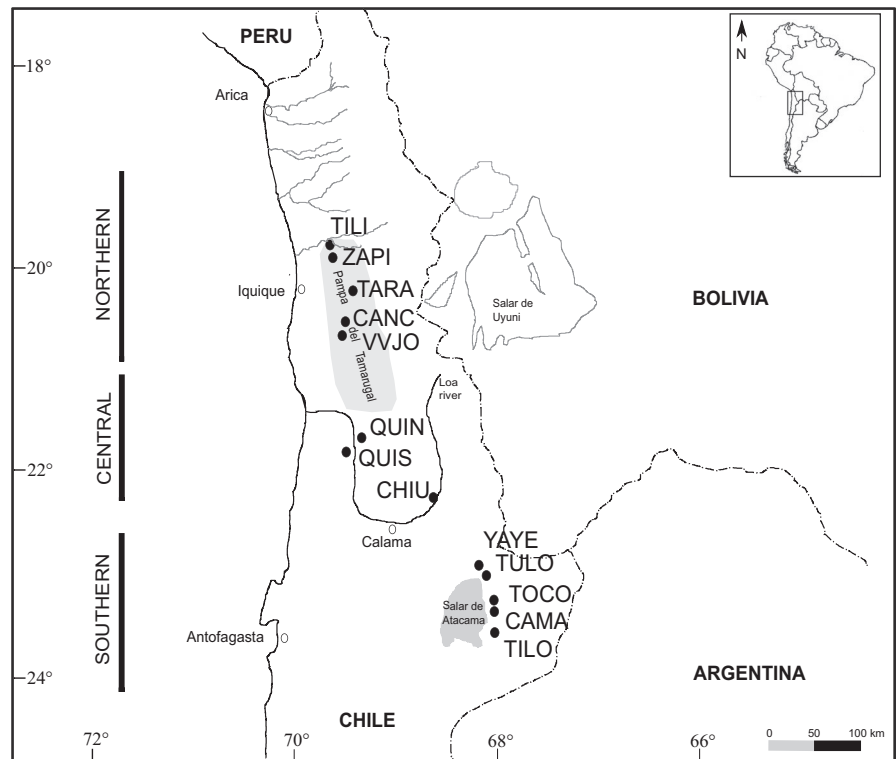 PERU
N
18°
Arica
NORTHERN
TILI
ZAPI
20°
Iquique
Pampa
del
Tamarugal
TARA
CANC
VVJO
Salar de
Uyuni
BOLIVIA
Loa
river
CENTRAL
QUIN
22°
QUIS
CHIU
Calama
SOUTHERN
YAYE
TULO
TOCO
Salar de
Atacama
CAMA
TILO
Antofagasta
24°
ARGENTINA
CHILE
0 50 100 km
72° 70° 68° 66°